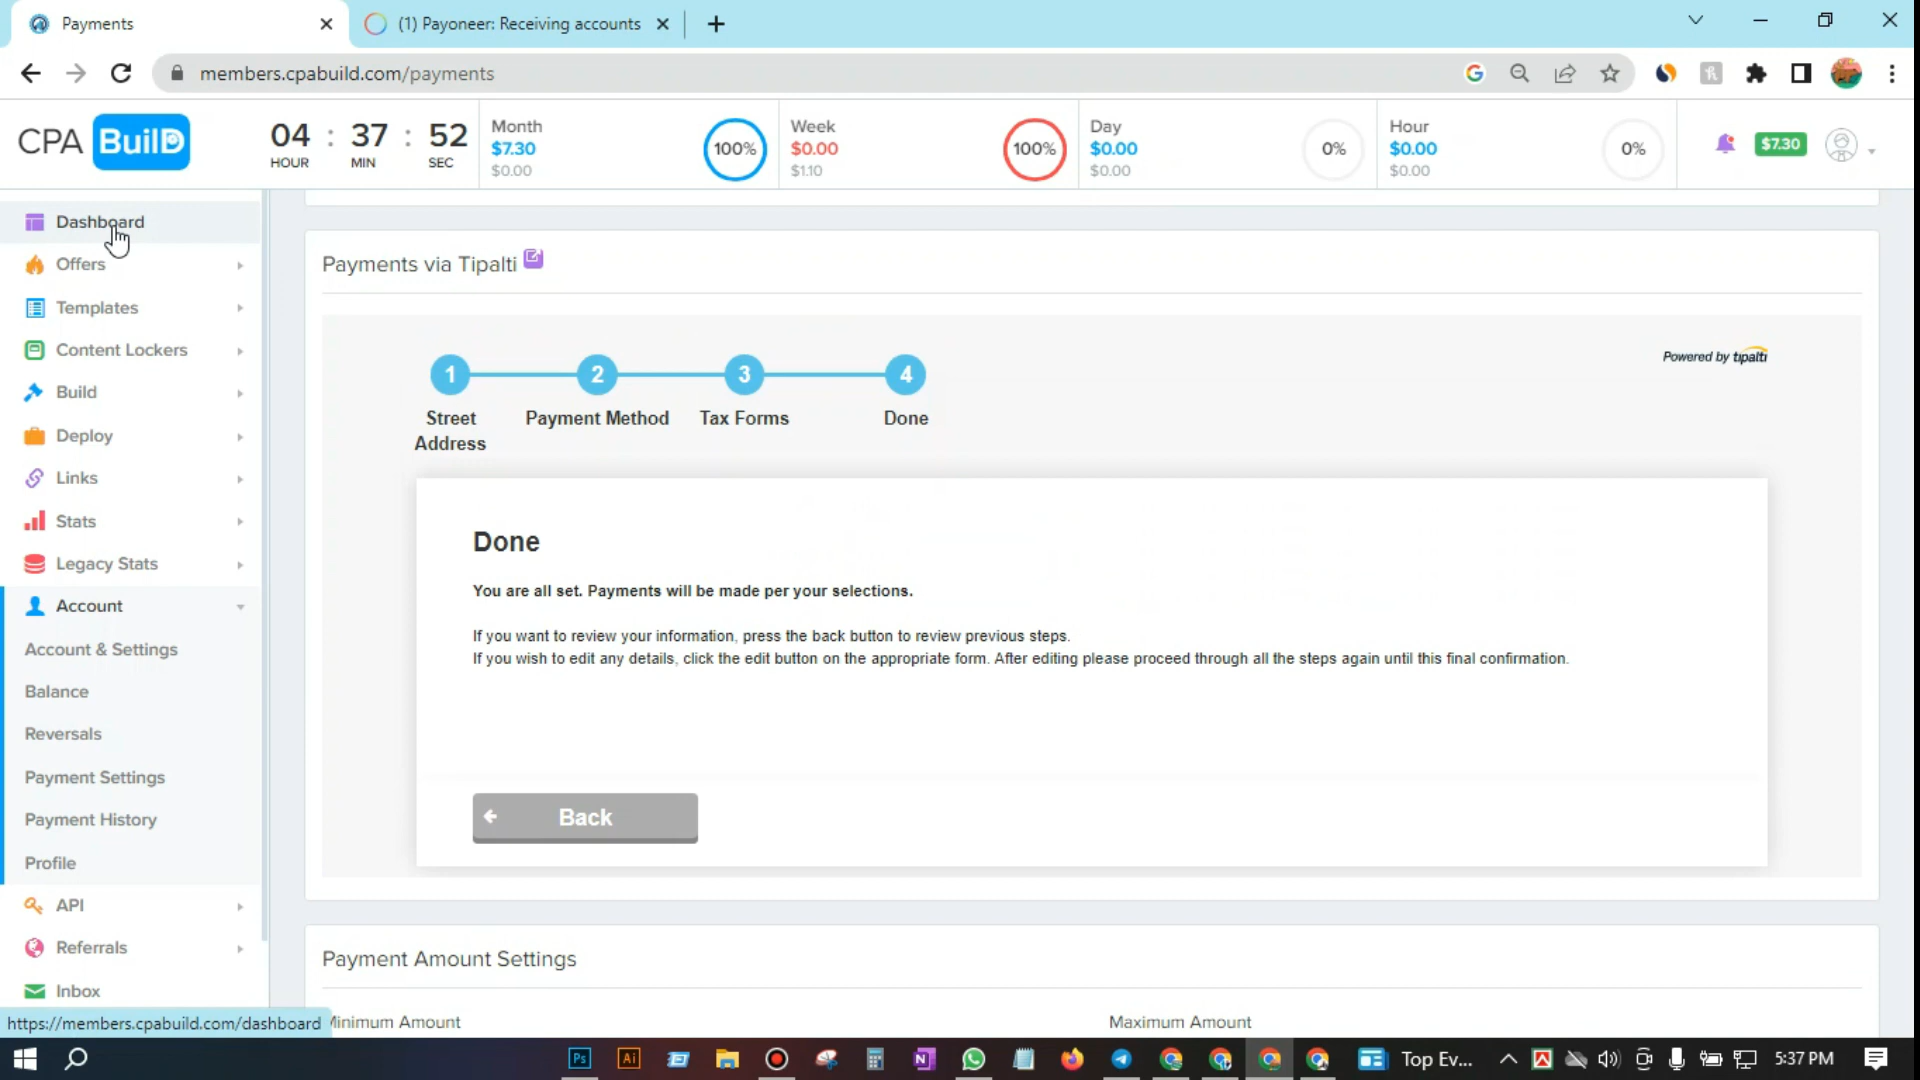 Payments
(1) Payoneer: Receiving accounts
members.cpabuild.com/payments
CPA BuilD
04 : 37 : 52
HOUR MIN SEC
Month
$7.30
$0.00
100%
Week
$0.00
$1.10
100%
Day
$0.00
$0.00
0%
Hour
$0.00
$0.00
0%
$7.30
Dashboard
Offers
Templates
Content Lockers
Build
Deploy
Links
Stats
Legacy Stats
Account
Account & Settings
Balance
Reversals
Payment Settings
Payment History
Profile
API
Referrals
Inbox
Payments via Tipalti
Powered by tipalti
1 2 3 4
Street Address
Payment Method
Tax Forms
Done
Done
You are all set. Payments will be made per your selections.
If you want to review your information, press the back button to review previous steps.
If you wish to edit any details, click the edit button on the appropriate form. After editing please proceed through all the steps again until this final confirmation.
Back
Payment Amount Settings
Minimum Amount
Maximum Amount
https://members.cpabuild.com/dashboard
Ps
Ai
N
Top Ev...
5:37 PM